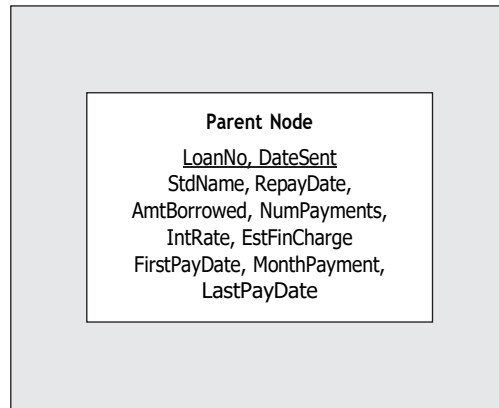 Parent Node
LoanNo, DateSent
StdName, RepayDate,
AmtBorrowed, NumPayments,
IntRate, EstFinCharge
FirstPayDate, MonthPayment,
LastPayDate